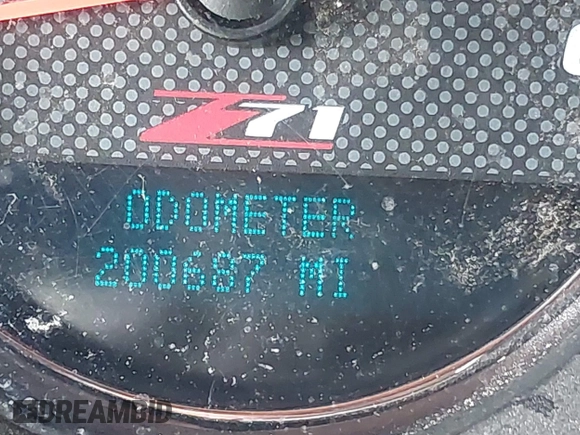 Z71
ODOMETER
200687 MI
DREAMBID